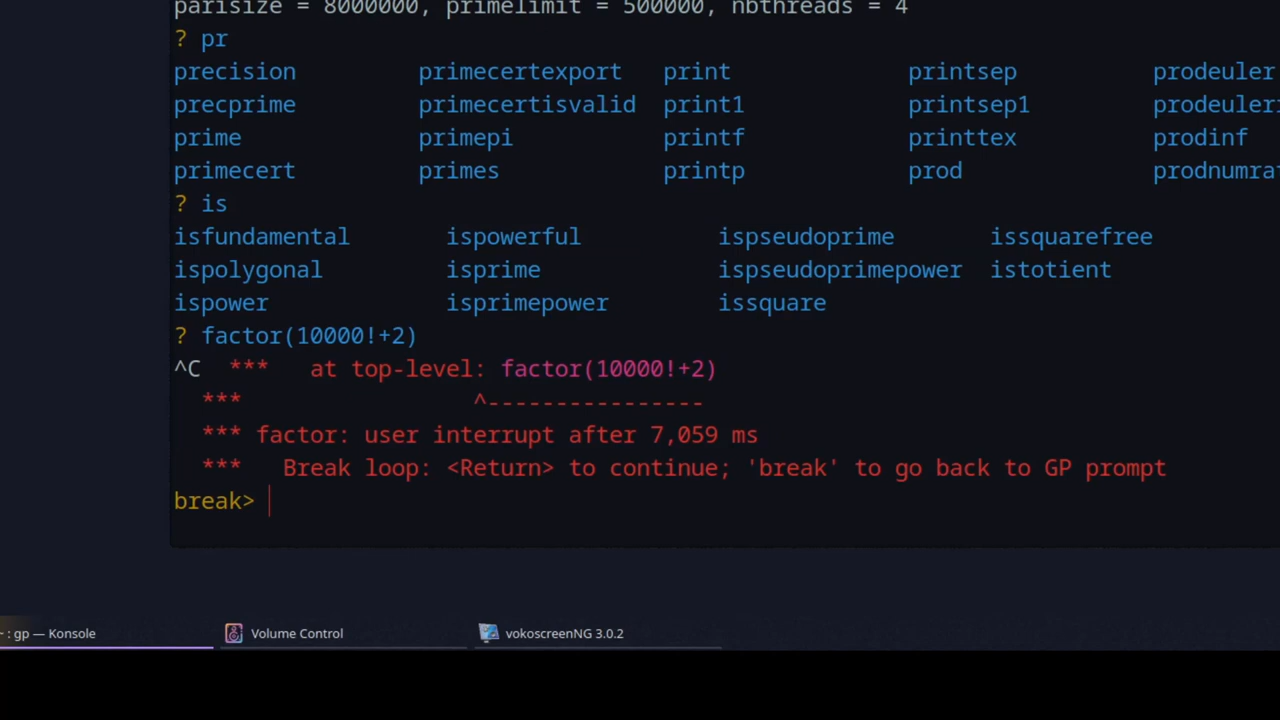 parisize = 8000000, primelimit = 500000, nbthreads = 4
? pr
precision primecertexport print printsep prodeuler
precprime primecertisvalid print1 printsep1 prodeuleri
prime primepi printf printtex prodinf
primecert primes printp prod prodnumrat
? is
isfundamental ispowerful ispseudoprime issquarefree
ispolygonal isprime ispseudoprimepower istotient
ispower isprimepower issquare
? factor(10000!+2)
^C *** at top-level: factor(10000!+2)
*** ^----------------
*** factor: user interrupt after 7,059 ms
*** Break loop: <Return> to continue; 'break' to go back to GP prompt
break>
~ : gp — Konsole Volume Control vokoscreenNG 3.0.2